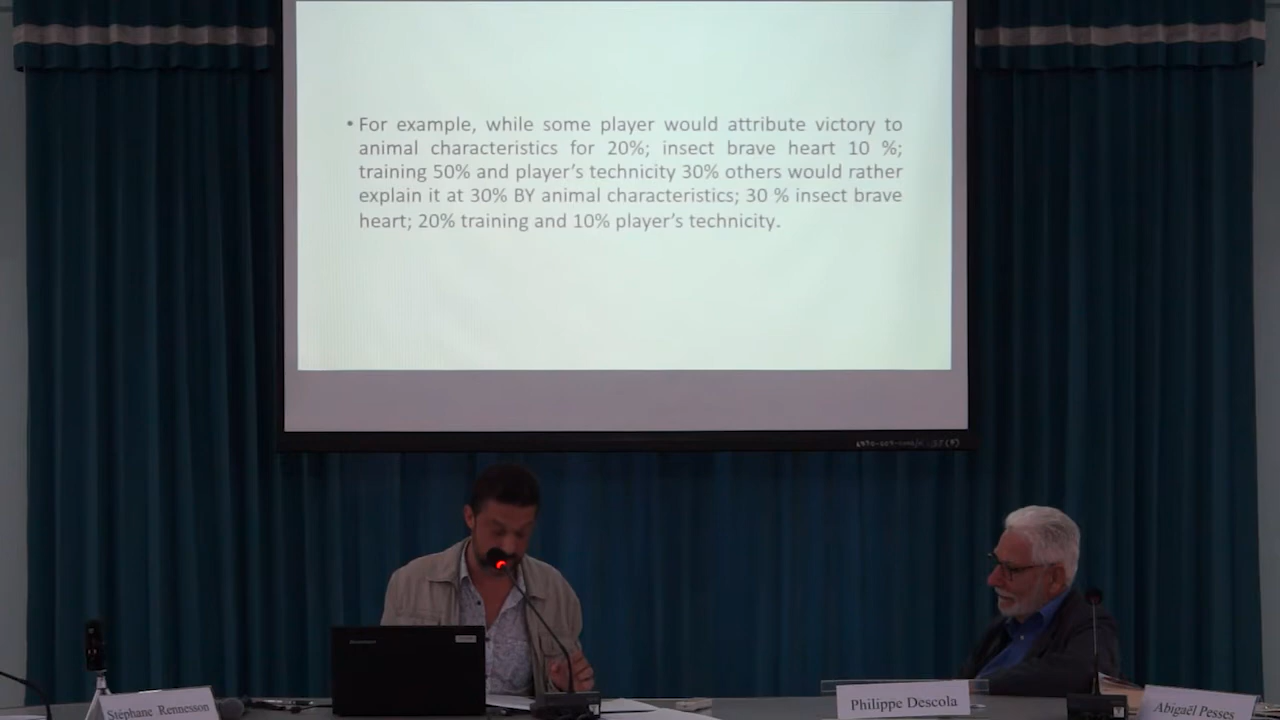 • For example, while some player would attribute victory to
animal characteristics for 20%; insect brave heart 10 %;
training 50% and player's technicity 30% others would rather
explain it at 30% BY animal characteristics; 30 % insect brave
heart; 20% training and 10% player's technicity.
Stéphane Rennesson
Philippe Descola
Abigaël Pesses